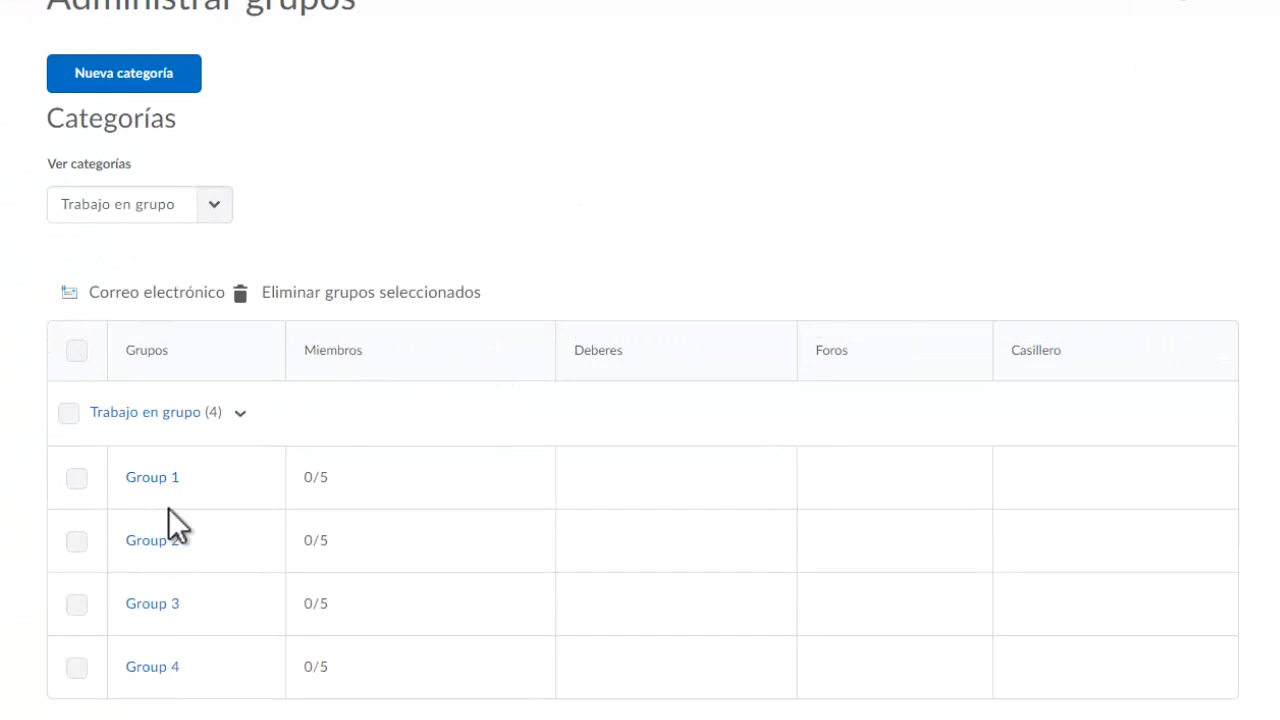 Administrar grupos
Nueva categoría
Categorías
Ver categorías
Trabajo en grupo
Correo electrónico Eliminar grupos seleccionados
Grupos Miembros Deberes Foros Casillero
Trabajo en grupo (4)
Group 1 0/5
Group 2 0/5
Group 3 0/5
Group 4 0/5